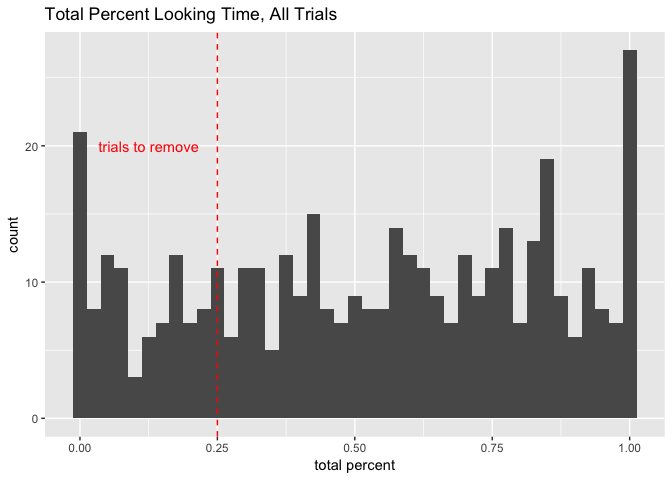 Total Percent Looking Time, All Trials
trials to remove
20
10
0
count
0.00 0.25 0.50 0.75 1.00
total percent